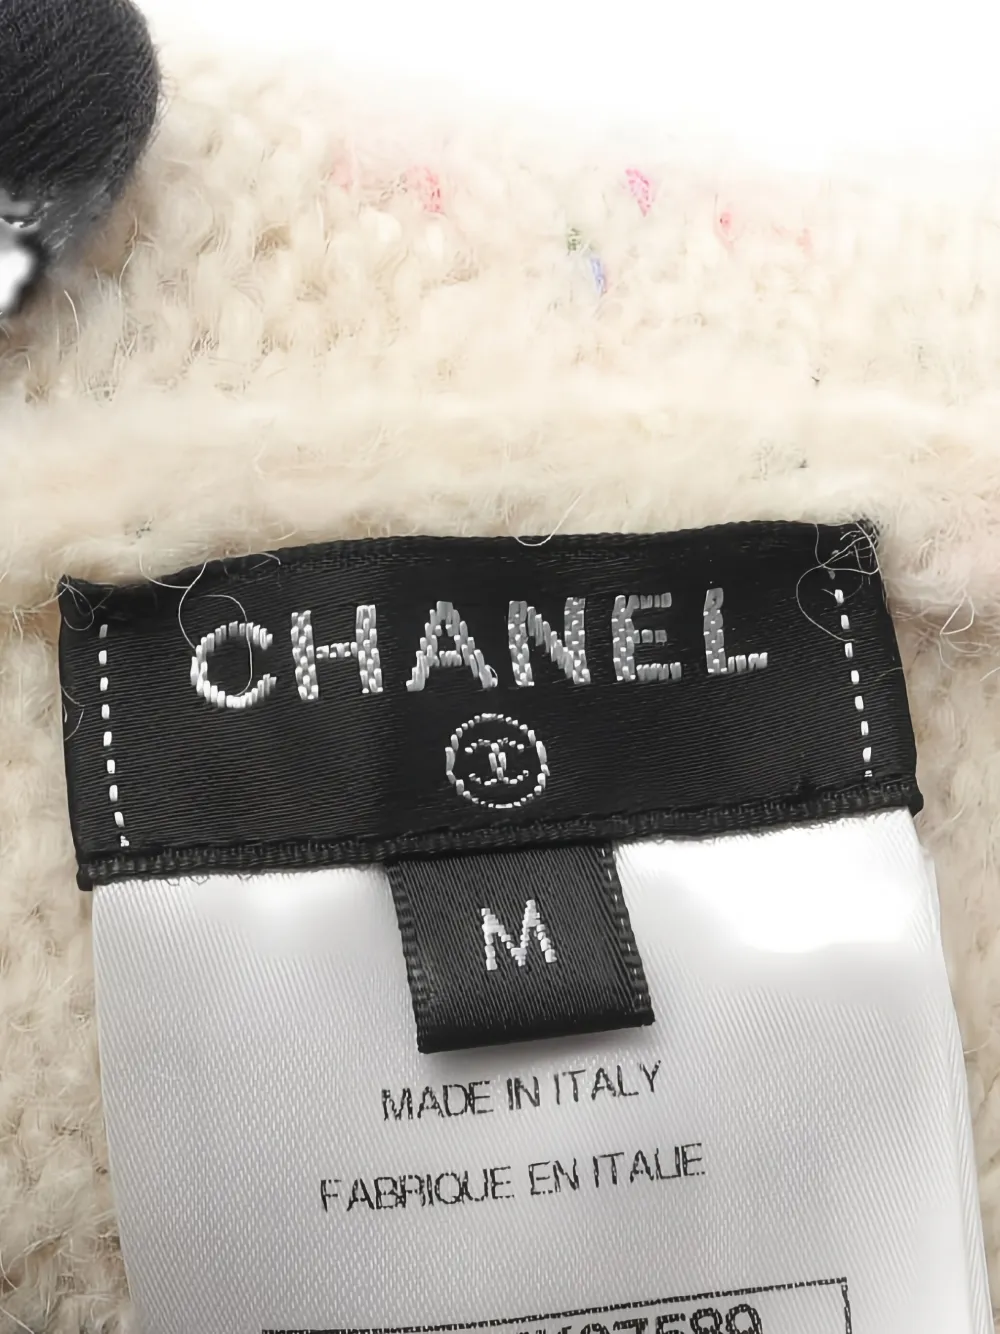 CHANEL
M
MADE IN ITALY
FABRIQUE EN ITALIE